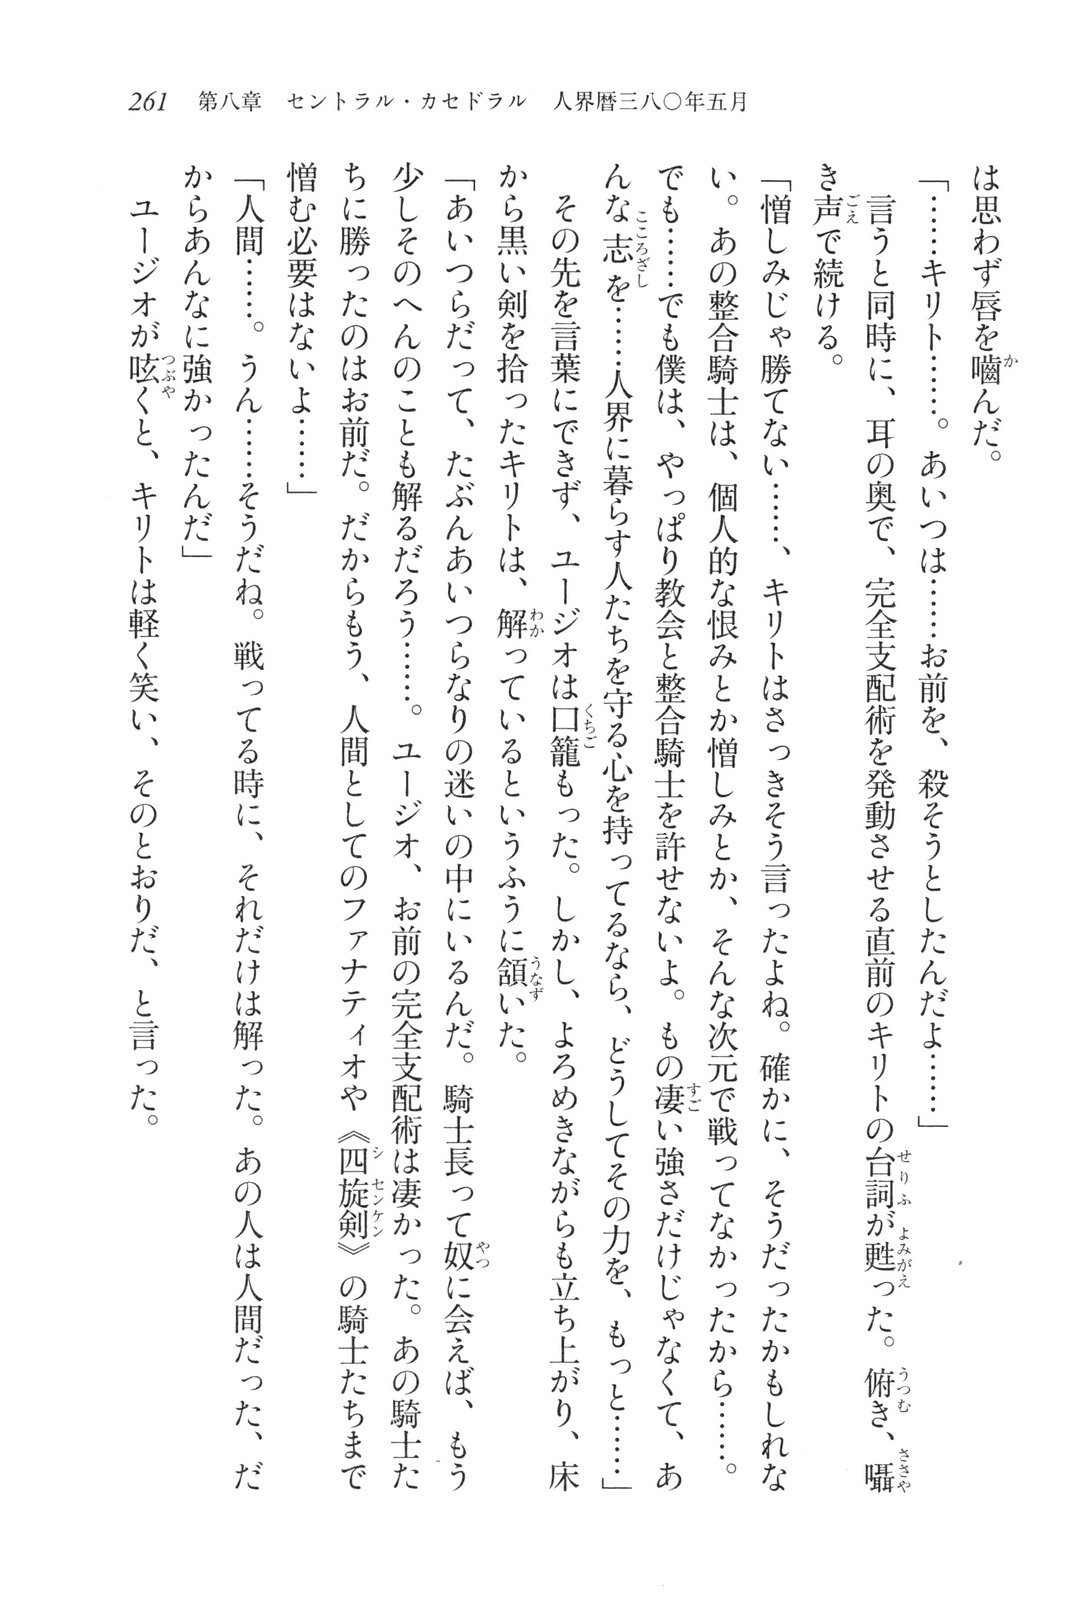 261 第八章 セントラル・カセドラル 人界暦三八〇年五月
は思わず唇を嚙んだ。
「……キリト……。あいつは……お前を、殺そうとしたんだよ……」
言うと同時に、耳の奥で、完全支配術を発動させる直前のキリトの台詞が甦った。俯き、囁
き声で続ける。
「憎しみじゃ勝てない……、キリトはさっきそう言ったよね。確かに、そうだったかもしれな
い。あの整合騎士は、個人的な恨みとか憎しみとか、そんな次元で戦ってなかったから……。
でも……でも僕は、やっぱり教会と整合騎士を許せないよ。もの凄い強さだけじゃなくて、あ
んな志を……人界に暮らす人たちを守る心を持ってるなら、どうしてその力を、もっと……」
その先を言葉にできず、ユージオは口籠もった。しかし、よろめきながらも立ち上がり、床
から黒い剣を拾ったキリトは、解っているというふうに頷いた。
「あいつらだって、たぶんあいつらなりの迷いの中にいるんだ。騎士長って奴に会えば、もう
少しそのへんのことも解るだろう……。ユージオ、お前の完全支配術は凄かった。あの騎士た
ちに勝ったのはお前だ。だからもう、人間としてのファナティオや《四旋剣》の騎士たちまで
憎む必要はないよ……」
「人間……。うん……そうだね。戦ってる時に、それだけは解った。あの人は人間だった、だ
からあんなに強かったんだ」
ユージオが呟くと、キリトは軽く笑い、そのとおりだ、と言った。